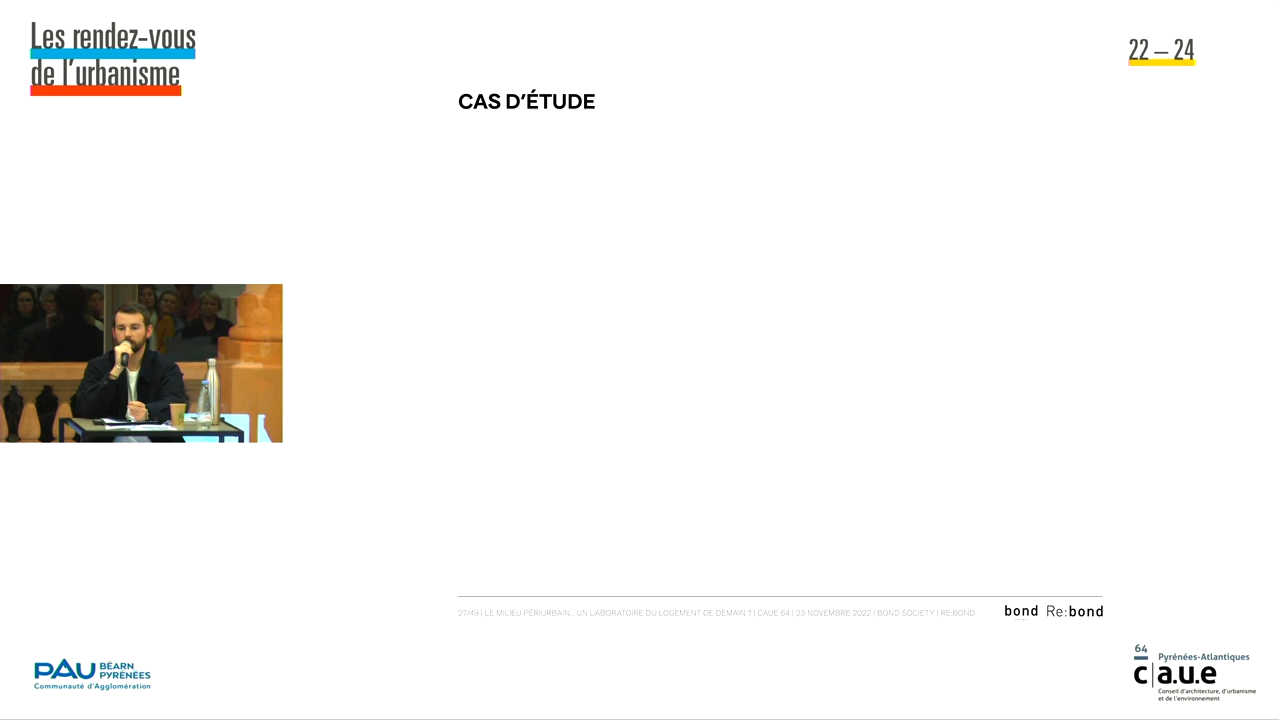 Les rendez-vous
de l'urbanisme
22 – 24
CAS D'ÉTUDE
27/49 | LE MILIEU PÉRIURBAIN... UN LABORATOIRE DU LOGEMENT DE DEMAIN ? | CAUE 64 | 23 NOVEMBRE 2022 | BOND SOCIETY | RE:BOND
bond Re:bond
PAU BÉARN
PYRÉNÉES
Communauté d'Agglomération
64
Pyrénées-Atlantiques
c|a.u.e
Conseil d'architecture, d'urbanisme
et de l'environnement